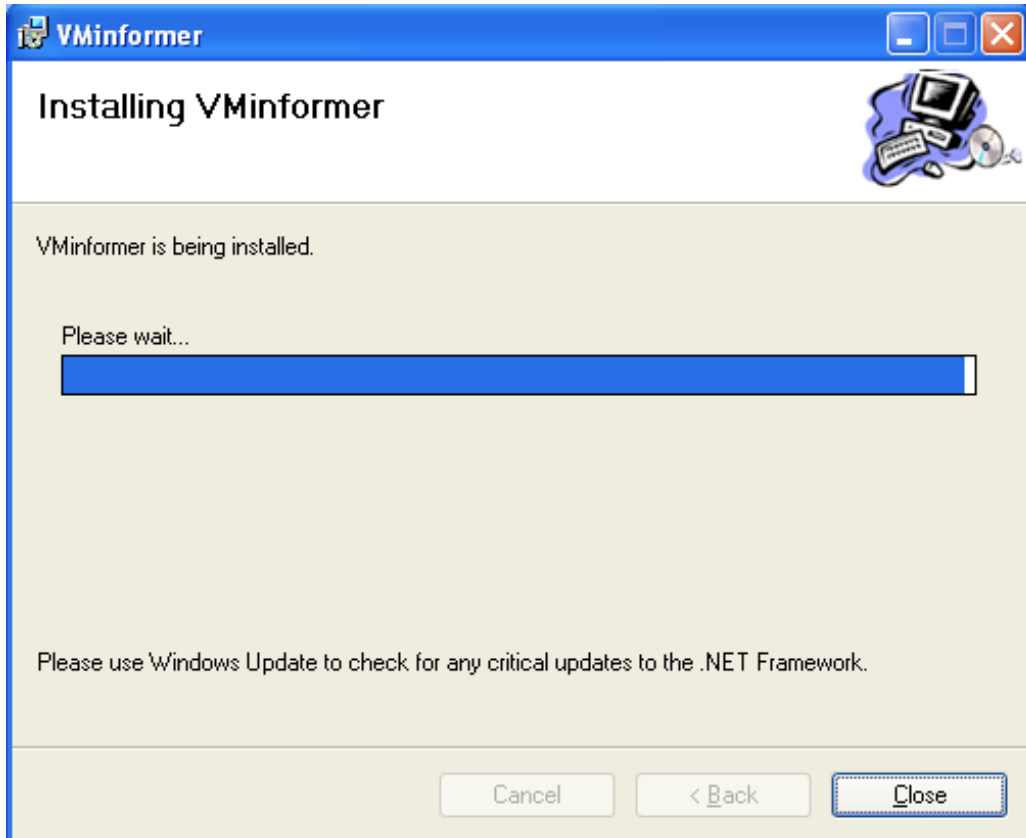 VMinformer
Installing VMinformer
VMinformer is being installed.
Please wait...
Please use Windows Update to check for any critical updates to the .NET Framework.
Cancel
< Back
Close